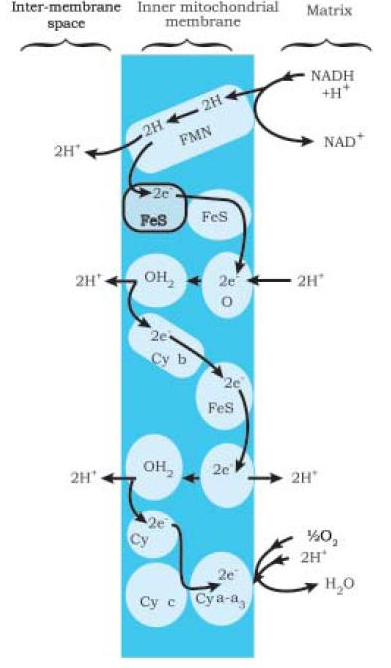 Inter-membrane
space
Inner mitochondrial
membrane
Matrix
NADH
+H⁺
2H
2H
FMN
2H⁺
NAD⁺
2e⁻
FeS
FeS
2H⁺
OH₂
2e⁻
O
2H⁺
2e⁻
Cy b
2e⁻
FeS
2H⁺
OH₂
2e⁻
2H⁺
2e⁻
Cy
½O₂
2H⁺
2e⁻
H₂O
Cy c
Cy a-a₃